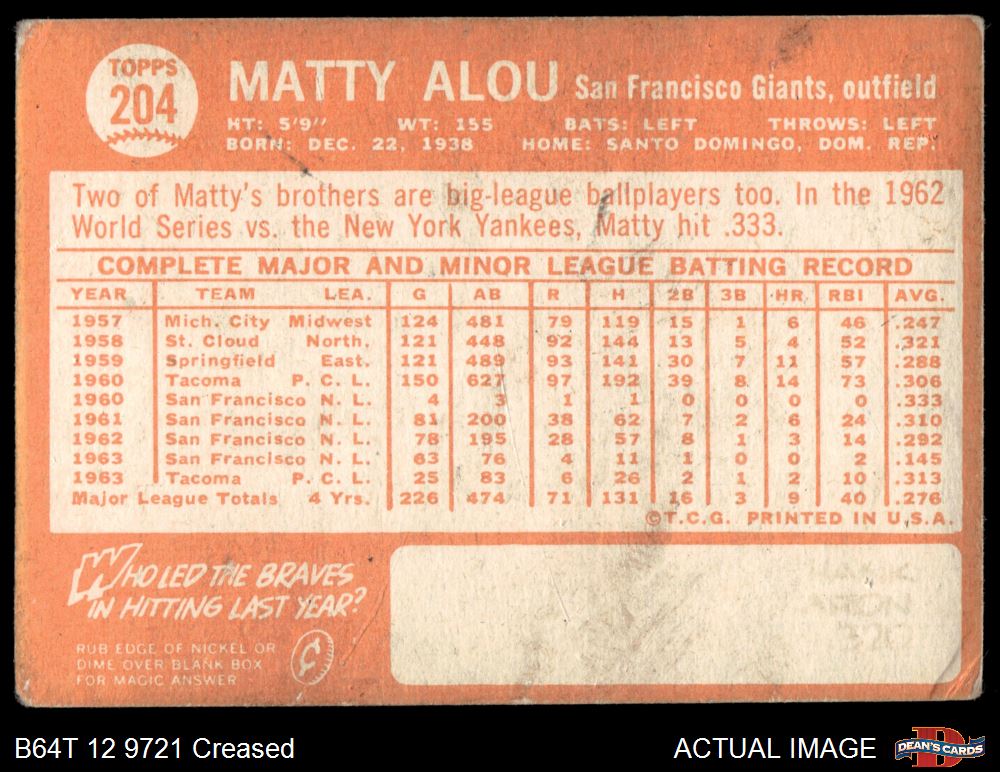 TOPPS
204
MATTY ALOU San Francisco Giants, outfield
HT: 5'9" WT: 155 BATS: LEFT THROWS: LEFT
BORN: DEC. 22, 1938 HOME: SANTO DOMINGO, DOM. REP.
Two of Matty's brothers are big-league ballplayers too. In the 1962
World Series vs. the New York Yankees, Matty hit .333.
COMPLETE MAJOR AND MINOR LEAGUE BATTING RECORD
YEAR TEAM LEA. G AB R H 2B 3B HR RBI AVG.
1957 Mich. City Midwest 124 481 79 119 15 1 6 46 .247
1958 St. Cloud North. 121 448 92 144 13 5 4 52 .321
1959 Springfield East. 121 489 93 141 30 7 11 57 .288
1960 Tacoma P. C. L. 150 627 97 192 39 8 14 73 .306
1960 San Francisco N. L. 4 3 1 1 0 0 0 0 .333
1961 San Francisco N. L. 81 200 38 62 7 2 6 24 .310
1962 San Francisco N. L. 78 195 28 57 8 1 3 14 .292
1963 San Francisco N. L. 63 76 4 11 1 0 0 2 .145
1963 Tacoma P. C. L. 25 83 6 26 2 1 2 10 .313
Major League Totals 4 Yrs. 226 474 71 131 16 3 9 40 .276
©T.C.G. PRINTED IN U.S.A.
WHO LED THE BRAVES
IN HITTING LAST YEAR?
RUB EDGE OF NICKEL OR
DIME OVER BLANK BOX
FOR MAGIC ANSWER
¢
B64T 12 9721 Creased
ACTUAL IMAGE
DEAN'S CARDS